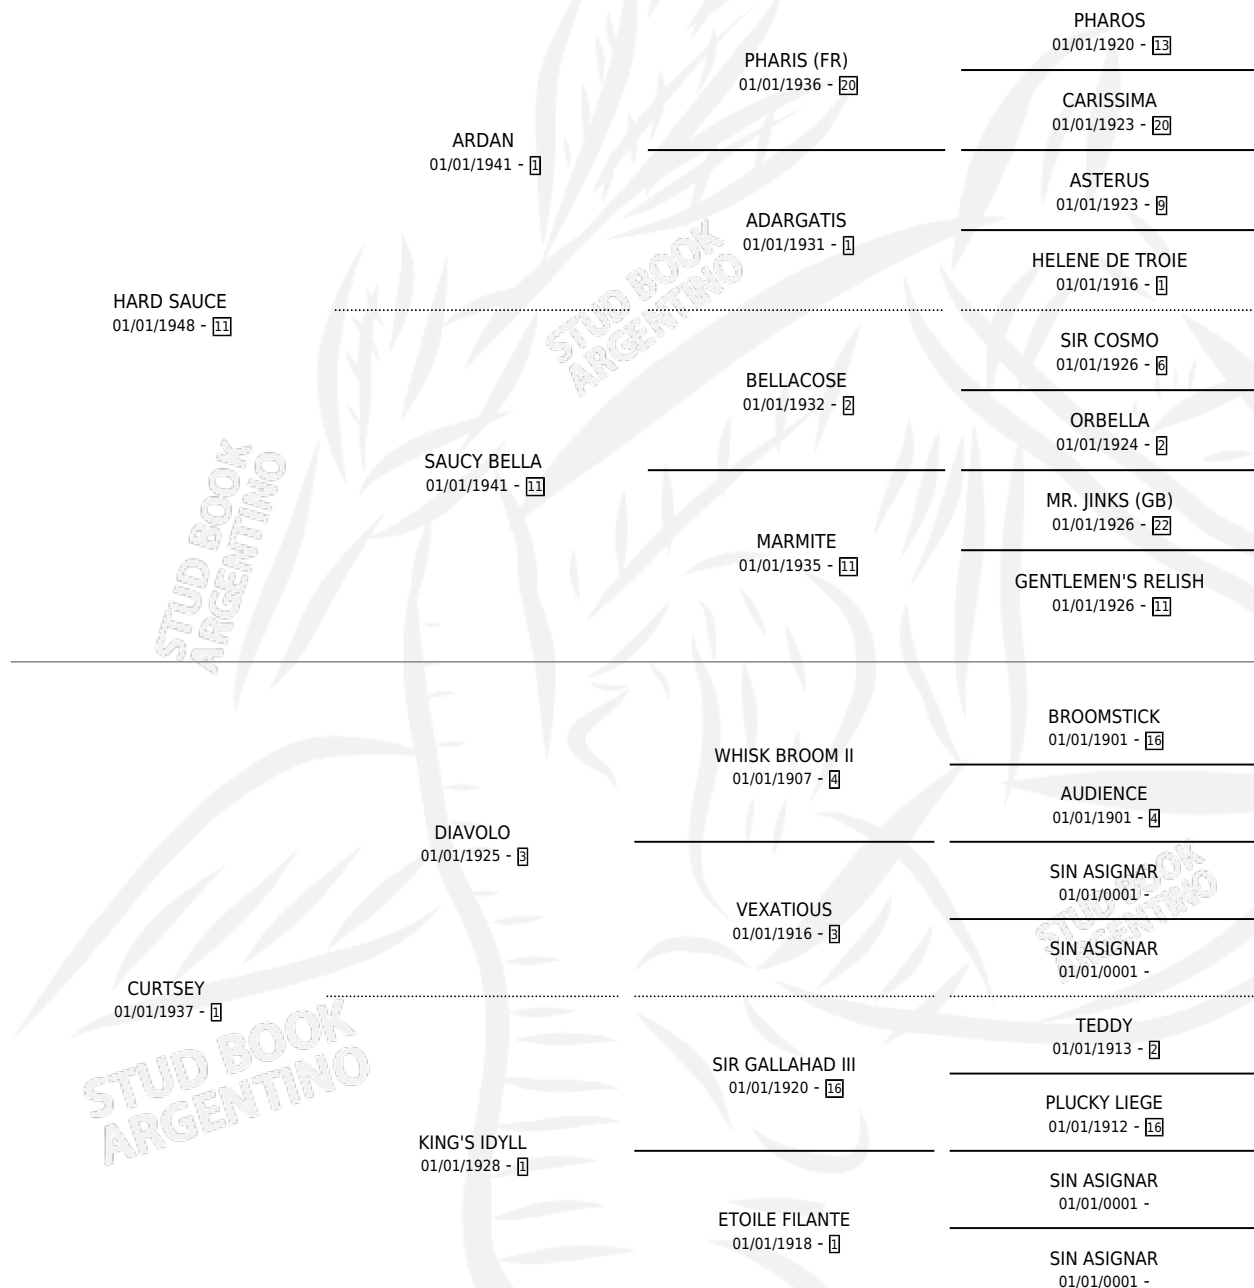 PHAROS
01/01/1920 - 13
PHARIS (FR)
01/01/1936 - 20
CARISSIMA
01/01/1923 - 20
ARDAN
01/01/1941 - 1
ASTERUS
01/01/1923 - 9
ADARGATIS
01/01/1931 - 1
HELENE DE TROIE
01/01/1916 - 1
HARD SAUCE
01/01/1948 - 11
SIR COSMO
01/01/1926 - 6
BELLACOSE
01/01/1932 - 2
ORBELLA
01/01/1924 - 2
SAUCY BELLA
01/01/1941 - 11
MR. JINKS (GB)
01/01/1926 - 22
MARMITE
01/01/1935 - 11
GENTLEMEN'S RELISH
01/01/1926 - 11
BROOMSTICK
01/01/1901 - 16
WHISK BROOM II
01/01/1907 - 4
AUDIENCE
01/01/1901 - 4
DIAVOLO
01/01/1925 - 3
SIN ASIGNAR
01/01/0001 -
VEXATIOUS
01/01/1916 - 3
SIN ASIGNAR
01/01/0001 -
CURTSEY
01/01/1937 - 1
TEDDY
01/01/1913 - 2
SIR GALLAHAD III
01/01/1920 - 16
PLUCKY LIEGE
01/01/1912 - 16
KING'S IDYLL
01/01/1928 - 1
SIN ASIGNAR
01/01/0001 -
ETOILE FILANTE
01/01/1918 - 1
SIN ASIGNAR
01/01/0001 -
STUD BOOK
ARGENTINO
STUD BOOK
ARGENTINO
STUD BOOK
ARGENTINO
STUD BOOK
ARGENTINO